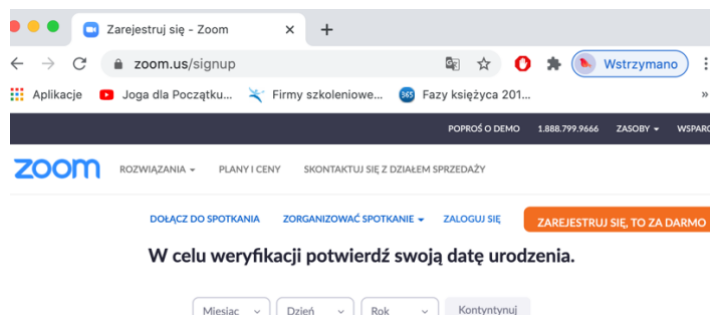 Zarejestruj się - Zoom
zoom.us/signup
Wstrzymano
Aplikacje
Joga dla Początku...
Firmy szkoleniowe...
365
Fazy księżyca 201...
»
POPROŚ O DEMO
1.888.799.9666
ZASOBY
WSPARC
zoom
ROZWIĄZANIA
PLANY I CENY
SKONTAKTUJ SIĘ Z DZIAŁEM SPRZEDAŻY
DOŁĄCZ DO SPOTKANIA
ZORGANIZOWAĆ SPOTKANIE
ZALOGUJ SIĘ
ZAREJESTRUJ SIĘ, TO ZA DARMO
W celu weryfikacji potwierdź swoją datę urodzenia.
Miesiąc
Dzień
Rok
Kontyntynuj